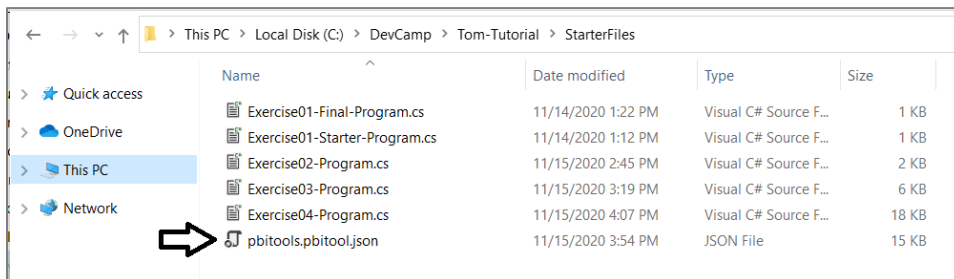 This PC > Local Disk (C:) > DevCamp > Tom-Tutorial > StarterFiles
Name Date modified Type Size
Quick access
OneDrive
This PC
Network
Exercise01-Final-Program.cs 11/14/2020 1:22 PM Visual C# Source F... 1 KB
Exercise01-Starter-Program.cs 11/14/2020 1:12 PM Visual C# Source F... 1 KB
Exercise02-Program.cs 11/15/2020 2:45 PM Visual C# Source F... 2 KB
Exercise03-Program.cs 11/15/2020 3:19 PM Visual C# Source F... 6 KB
Exercise04-Program.cs 11/15/2020 4:07 PM Visual C# Source F... 18 KB
pbitools.pbitool.json 11/15/2020 3:54 PM JSON File 15 KB